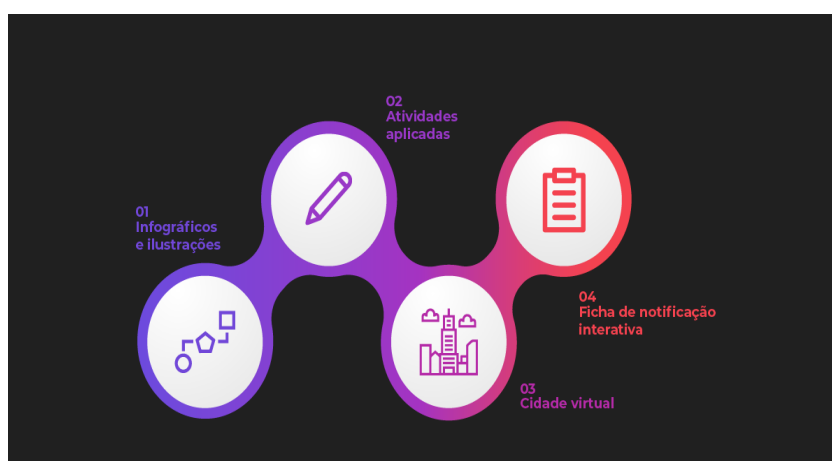 01
Infográficos
e ilustrações
02
Atividades
aplicadas
03
Cidade virtual
04
Ficha de notificação
interativa